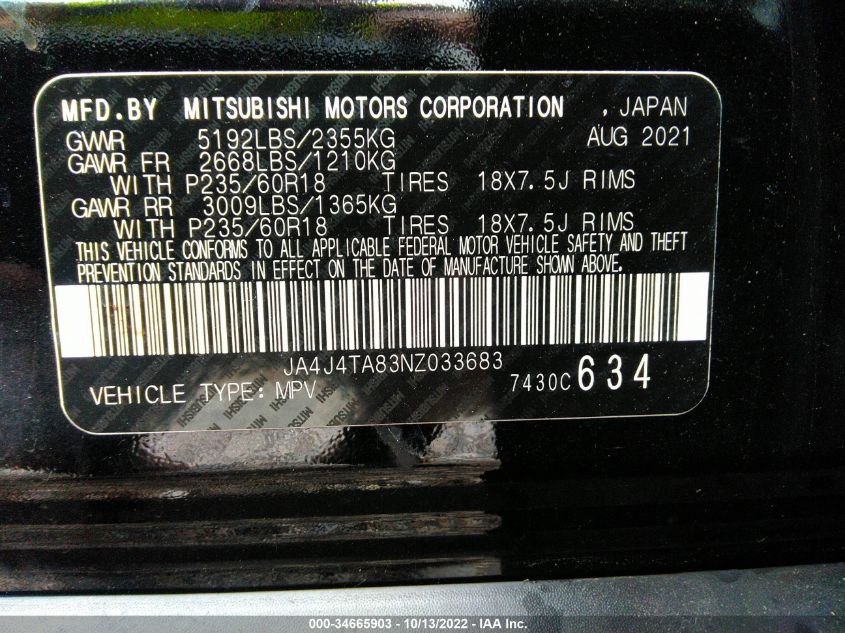 MFD.BY MITSUBISHI MOTORS CORPORATION , JAPAN
GVWR 5192LBS/2355KG AUG 2021
GAWR FR 2668LBS/1210KG
WITH P235/60R18 TIRES 18X7.5J RIMS
GAWR RR 3009LBS/1365KG
WITH P235/60R18 TIRES 18X7.5J RIMS
THIS VEHICLE CONFORMS TO ALL APPLICABLE FEDERAL MOTOR VEHICLE SAFETY AND THEFT
PREVENTION STANDARDS IN EFFECT ON THE DATE OF MANUFACTURE SHOWN ABOVE.
JA4J4TA83NZ033683
VEHICLE TYPE: MPV 7430C 634
000-34665903 - 10/13/2022 - IAA Inc.